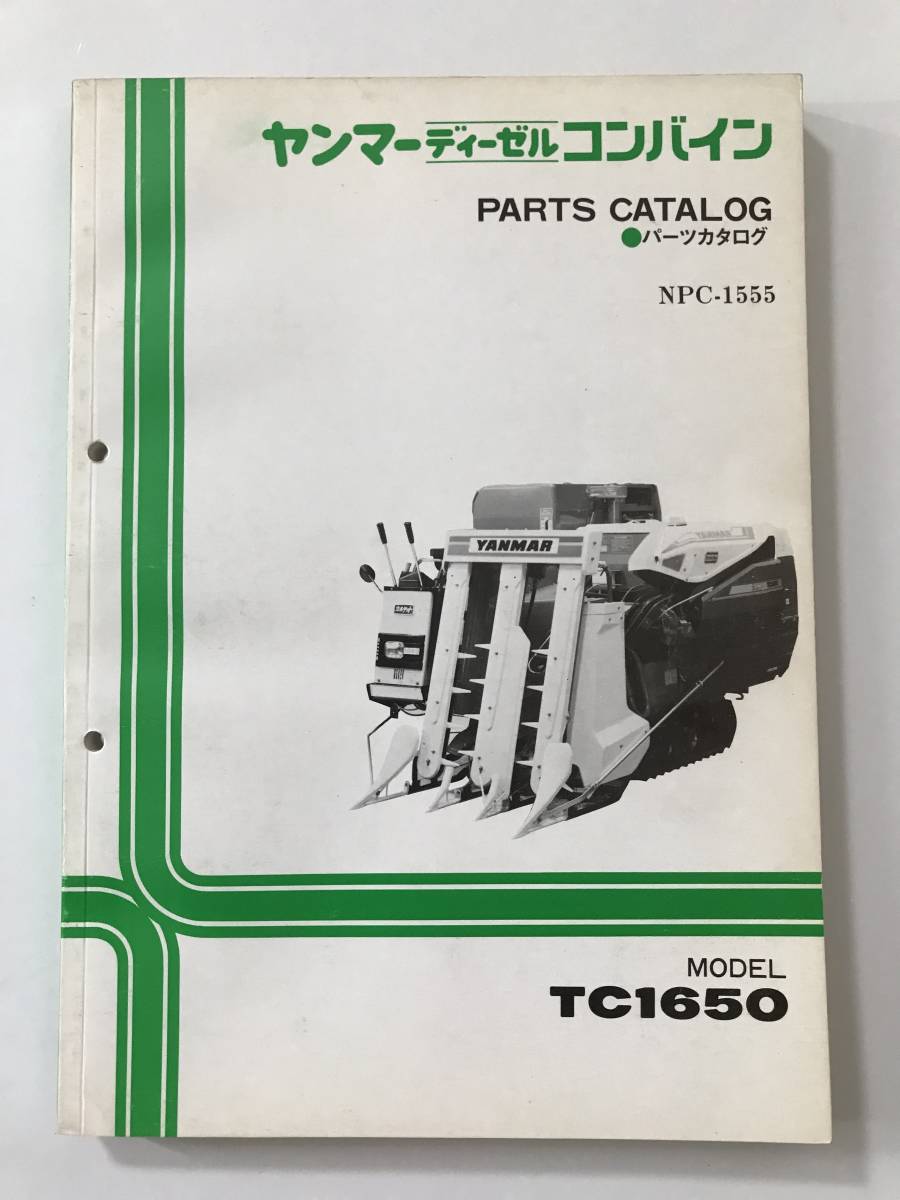 ヤンマーディーゼルコンバイン
PARTS CATALOG
●パーツカタログ
NPC-1555
YANMAR
YANMAR
MODEL
TC1650